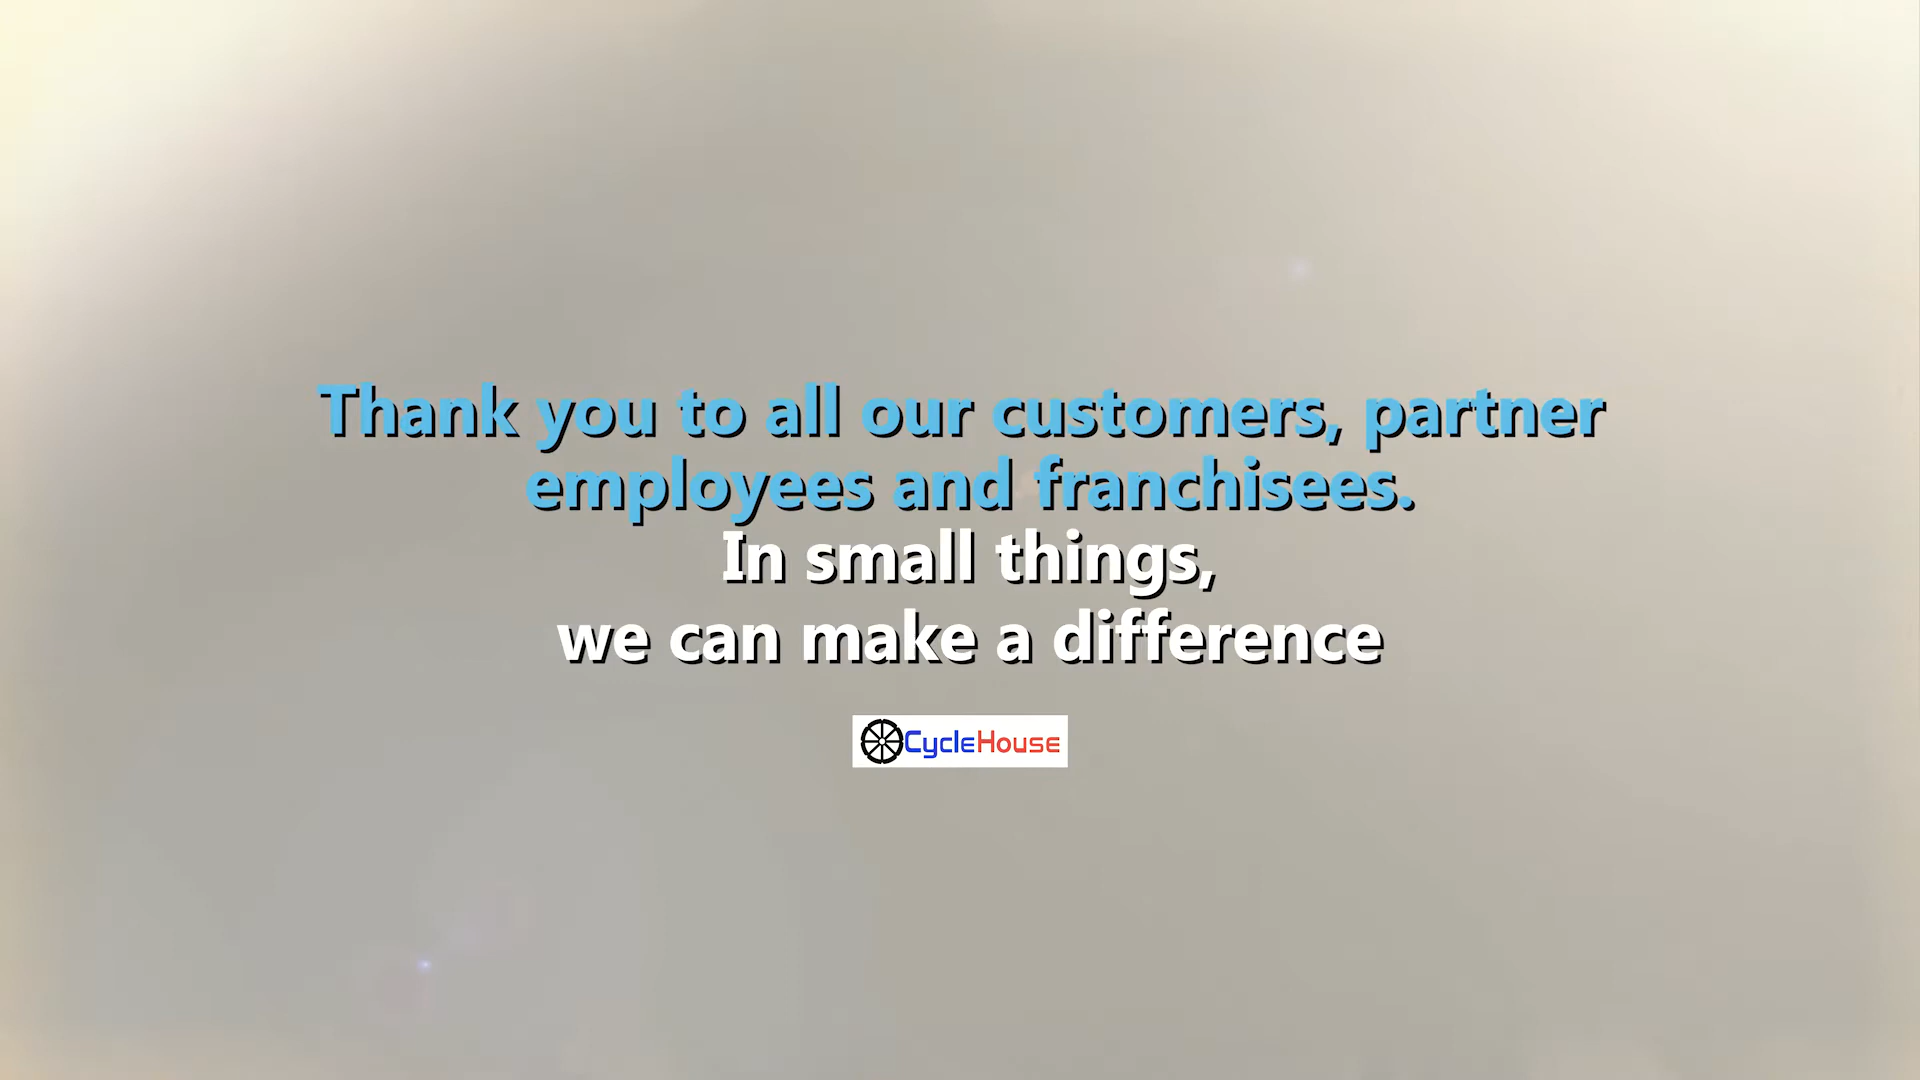 Thank you to all our customers, partner
employees and franchisees.
In small things,
we can make a difference
CycleHouse